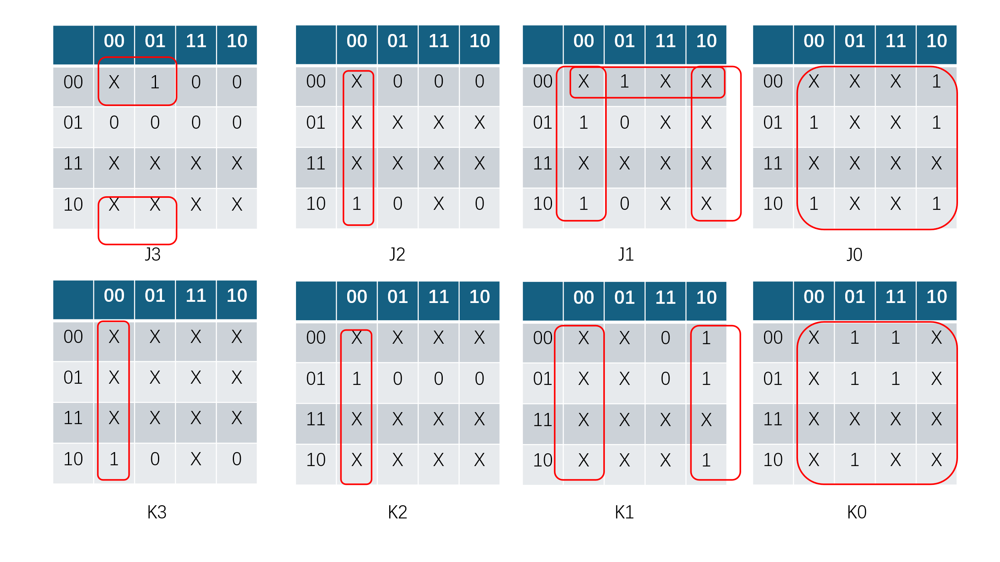 00 01 11 10
00 X 1 0 0
01 0 0 0 0
11 X X X X
10 X X X X
J3
00 01 11 10
00 X 0 0 0
01 X X X X
11 X X X X
10 1 0 X 0
J2
00 01 11 10
00 X 1 X X
01 1 0 X X
11 X X X X
10 1 0 X X
J1
00 01 11 10
00 X X X 1
01 1 X X 1
11 X X X X
10 1 X X 1
J0
00 01 11 10
00 X X X X
01 X X X X
11 X X X X
10 1 0 X 0
K3
00 01 11 10
00 X X X X
01 1 0 0 0
11 X X X X
10 X X X X
K2
00 01 11 10
00 X X 0 1
01 X X 0 1
11 X X X X
10 X X X 1
K1
00 01 11 10
00 X 1 1 X
01 X 1 1 X
11 X X X X
10 X 1 X X
K0